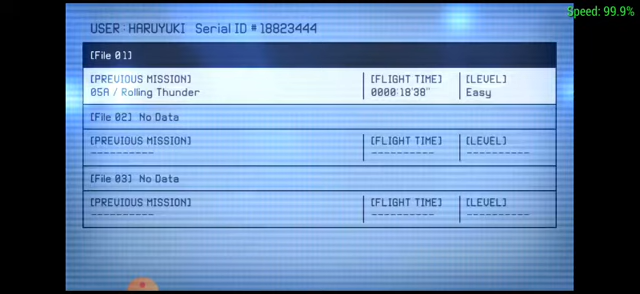 Speed: 99.9%
USER : HARUYUKI Serial ID # 18823444
[File 01]
[PREVIOUS MISSION] [FLIGHT TIME] [LEVEL]
05A / Rolling Thunder 0000:18'38" Easy
[File 02] No Data
[PREVIOUS MISSION] [FLIGHT TIME] [LEVEL]
---------- ---------- ----------
[File 03] No Data
[PREVIOUS MISSION] [FLIGHT TIME] [LEVEL]
---------- ---------- ----------